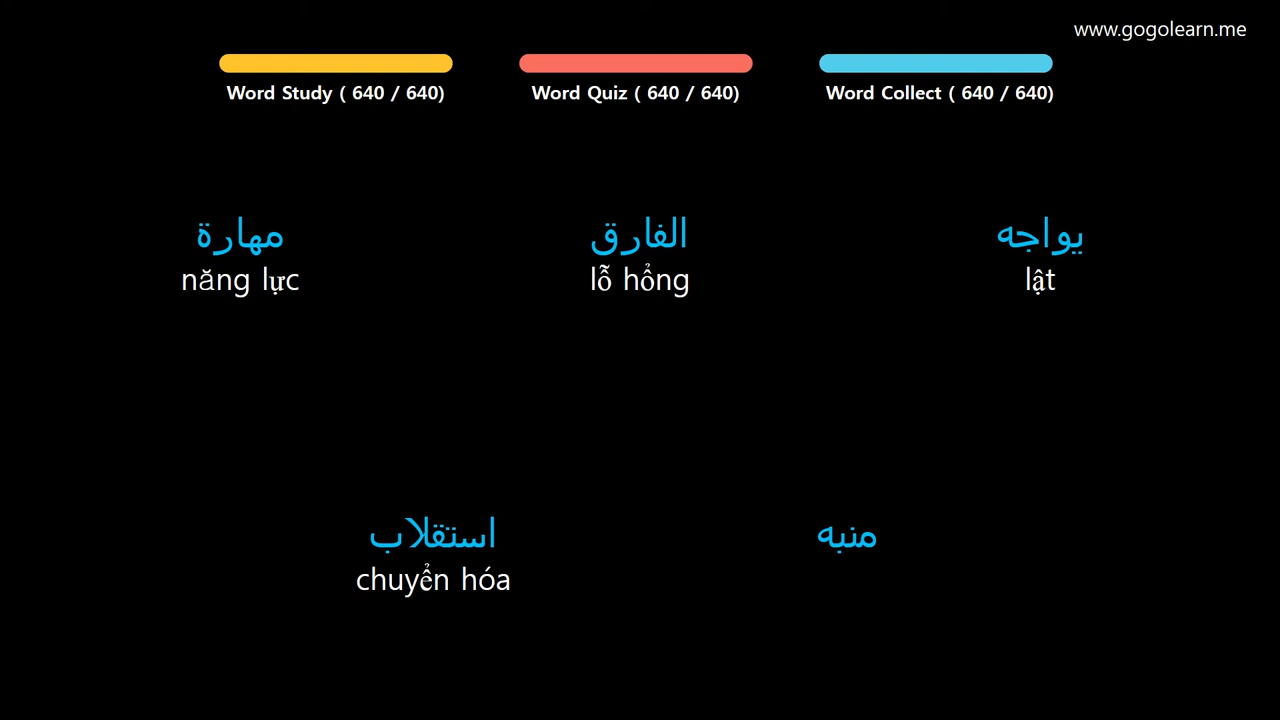 www.gogolearn.me
Word Study ( 640 / 640)
Word Quiz ( 640 / 640)
Word Collect ( 640 / 640)
مهارة
năng lực
الفارق
lỗ hổng
يواجه
lật
استقلاب
chuyển hóa
منبه